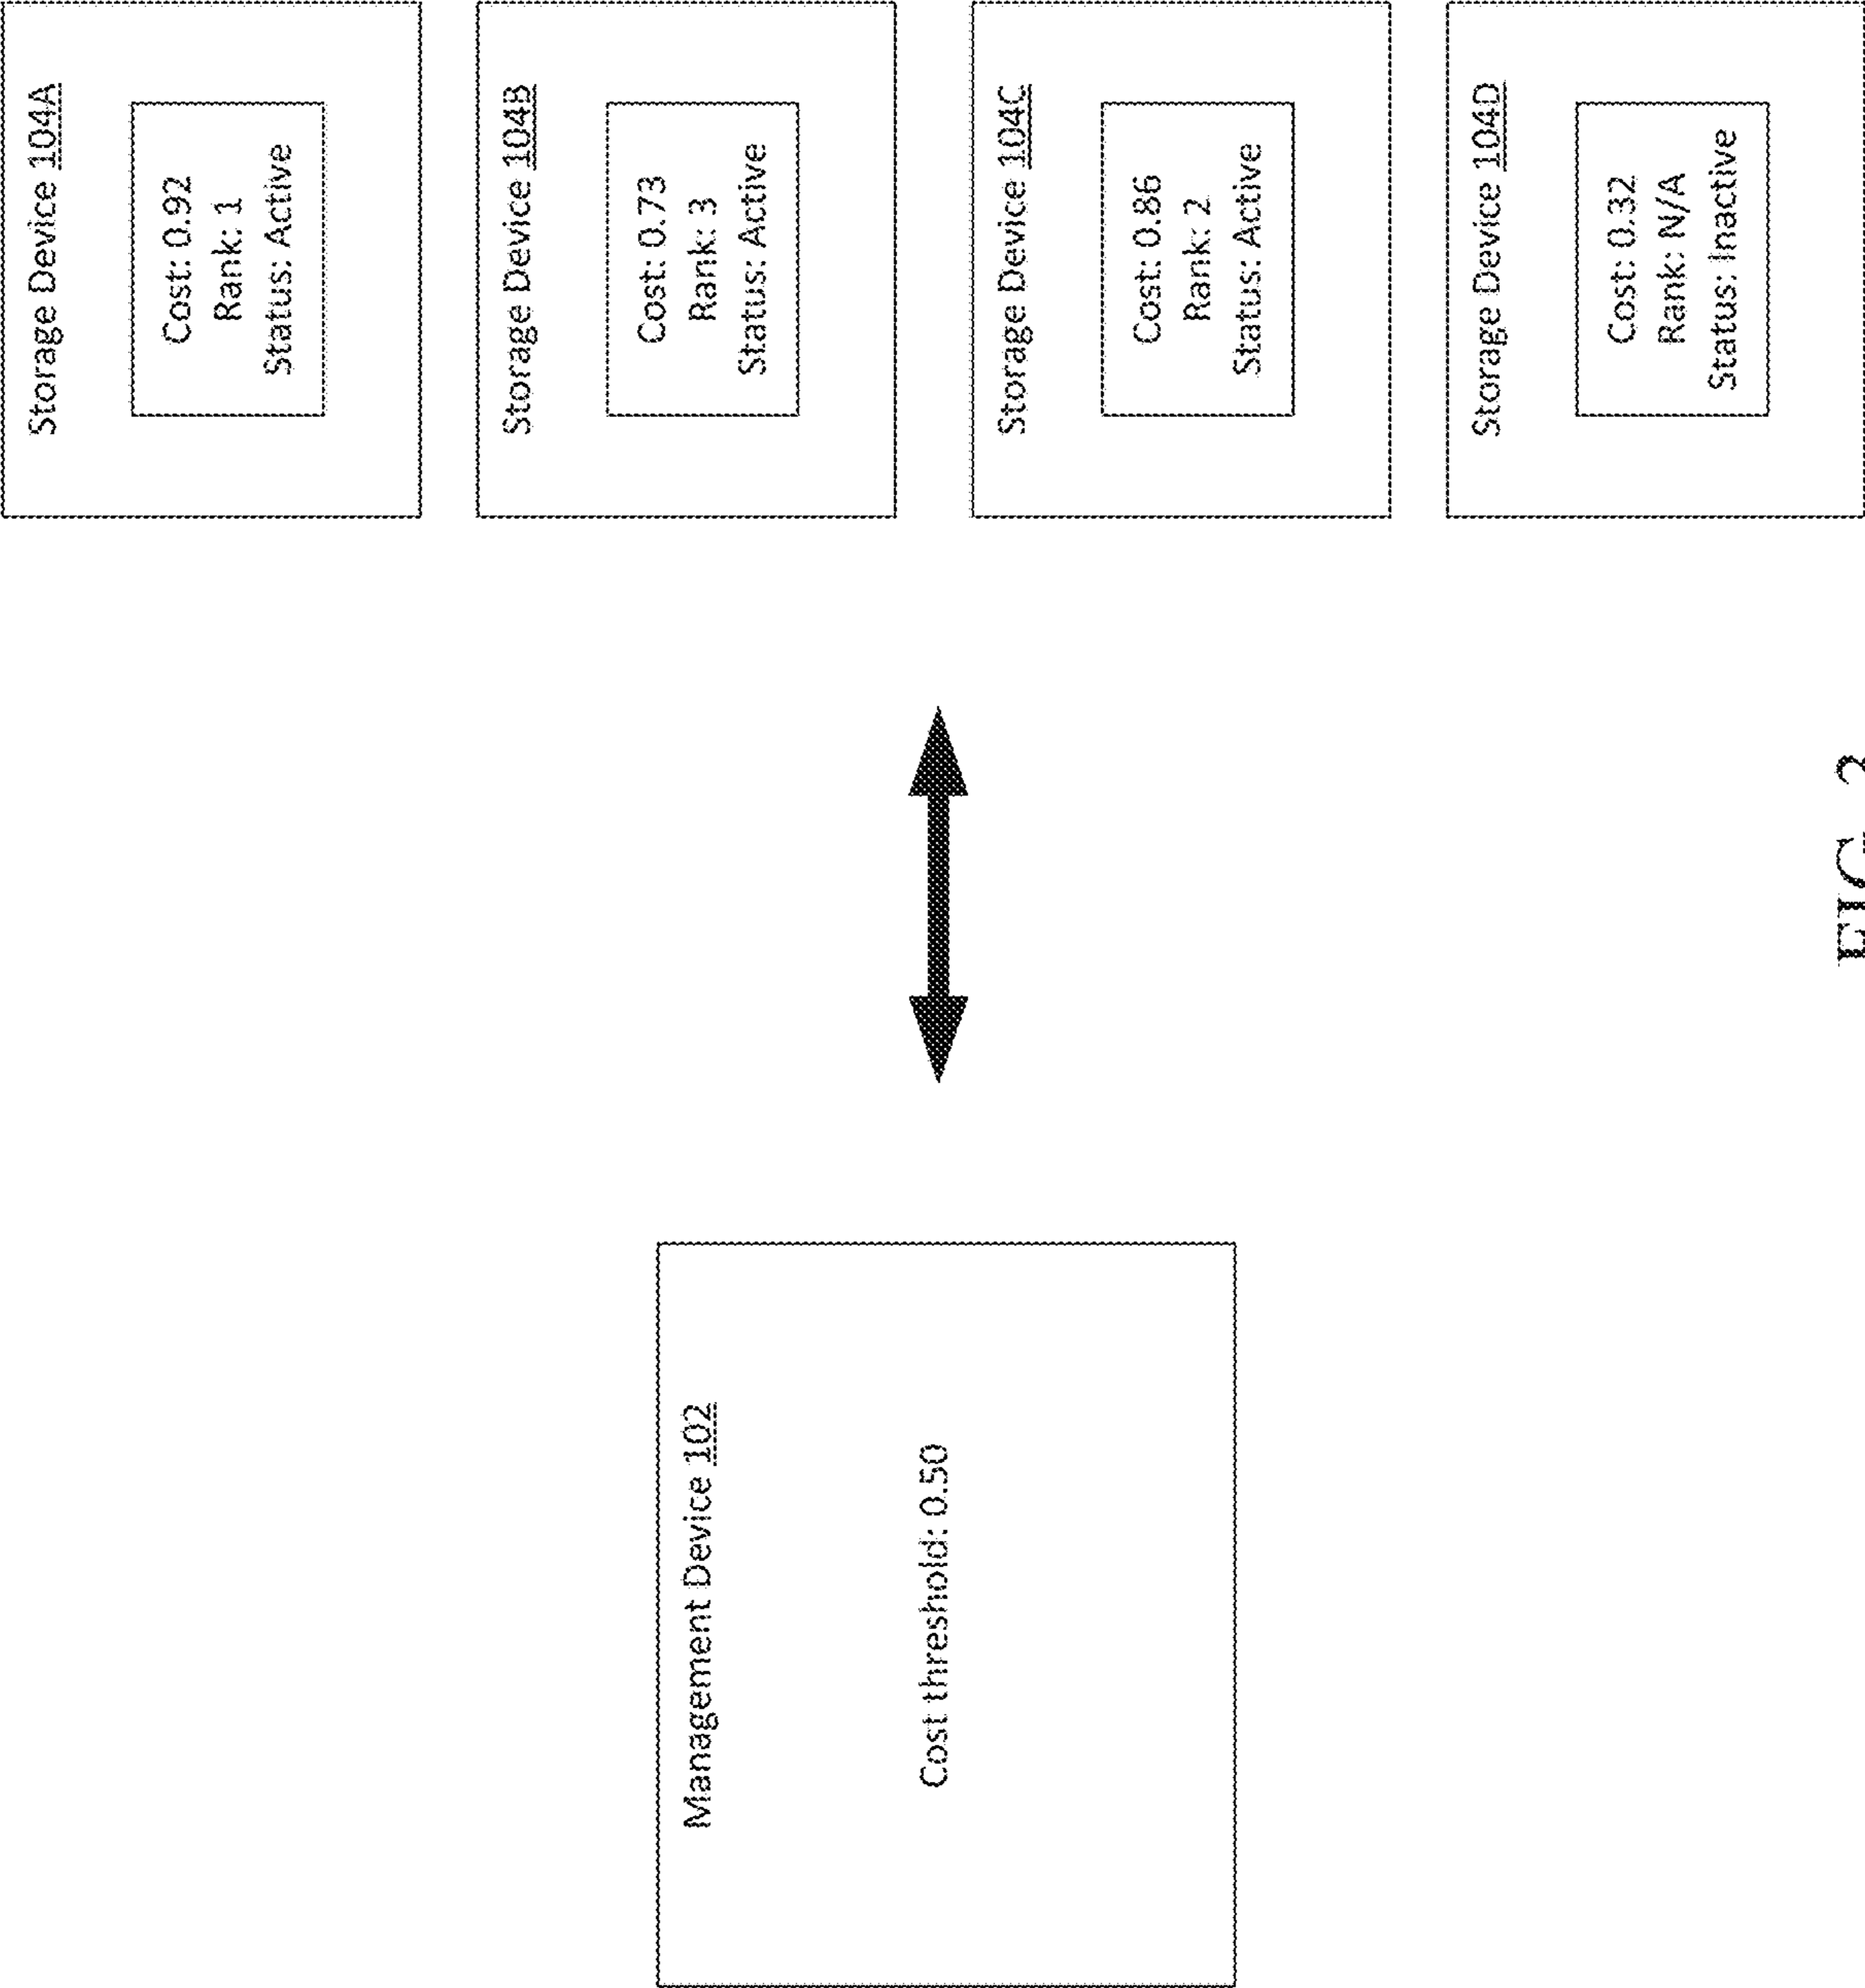 Management Device 102
Cost threshold: 0.50
Storage Device 104A
Cost: 0.92
Rank: 1
Status: Active
Storage Device 104B
Cost: 0.73
Rank: 3
Status: Active
Storage Device 104C
Cost: 0.86
Rank: 2
Status: Active
Storage Device 104D
Cost: 0.32
Rank: N/A
Status: Inactive
FIG.